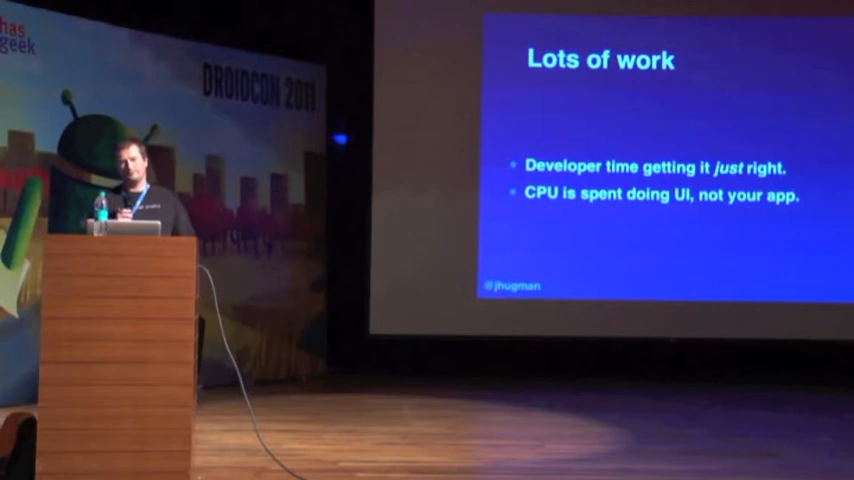 has
geek
DROIDCON 2011
Lots of work
Developer time getting it just right.
CPU is spent doing UI, not your app.
@jhugman